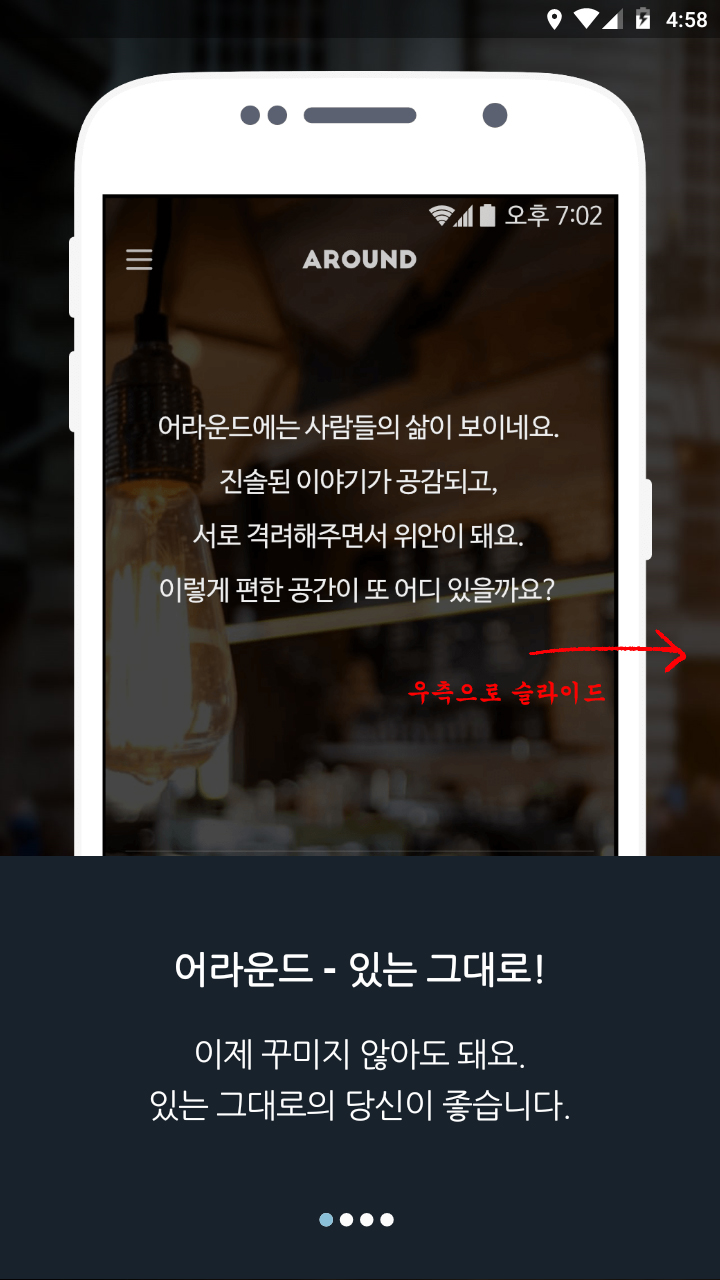 4:58
오후 7:02
AROUND
어라운드에는 사람들의 삶이 보이네요.
진솔된 이야기가 공감되고,
서로 격려해주면서 위안이 돼요.
이렇게 편한 공간이 또 어디 있을까요?
우측으로 슬라이드
어라운드 - 있는 그대로!
이제 꾸미지 않아도 돼요.
있는 그대로의 당신이 좋습니다.